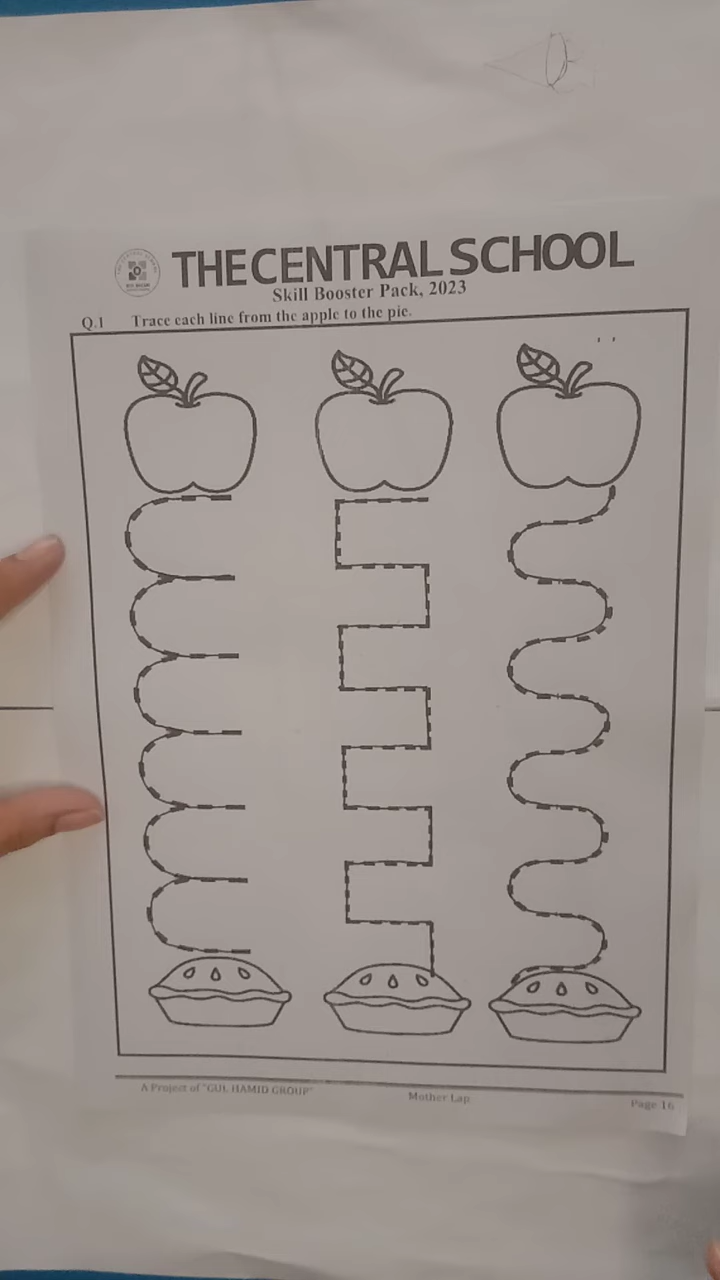 THE CENTRAL SCHOOL
Skill Booster Pack, 2023
Q.1 Trace each line from the apple to the pie.
A Project of "GUL HAMID GROUP"
Mother Lap
Page 16